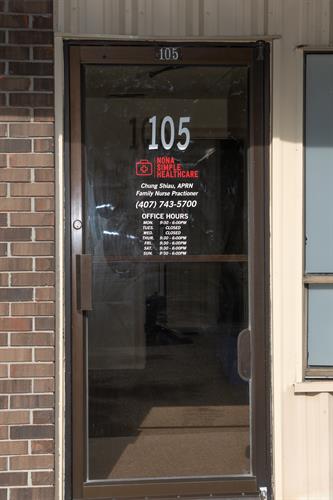 105
105
NONA
SIMPLE
HEALTHCARE
Chung Shiau, APRN
Family Nurse Practioner
(407) 743-5700
OFFICE HOURS
MON. 9:30 - 6:00PM
TUES. CLOSED
WED. CLOSED
THUR. 9:30 - 6:00PM
FRI. 9:30 - 6:00PM
SAT. 9:30 - 6:00PM
SUN. 9:30 - 6:00PM